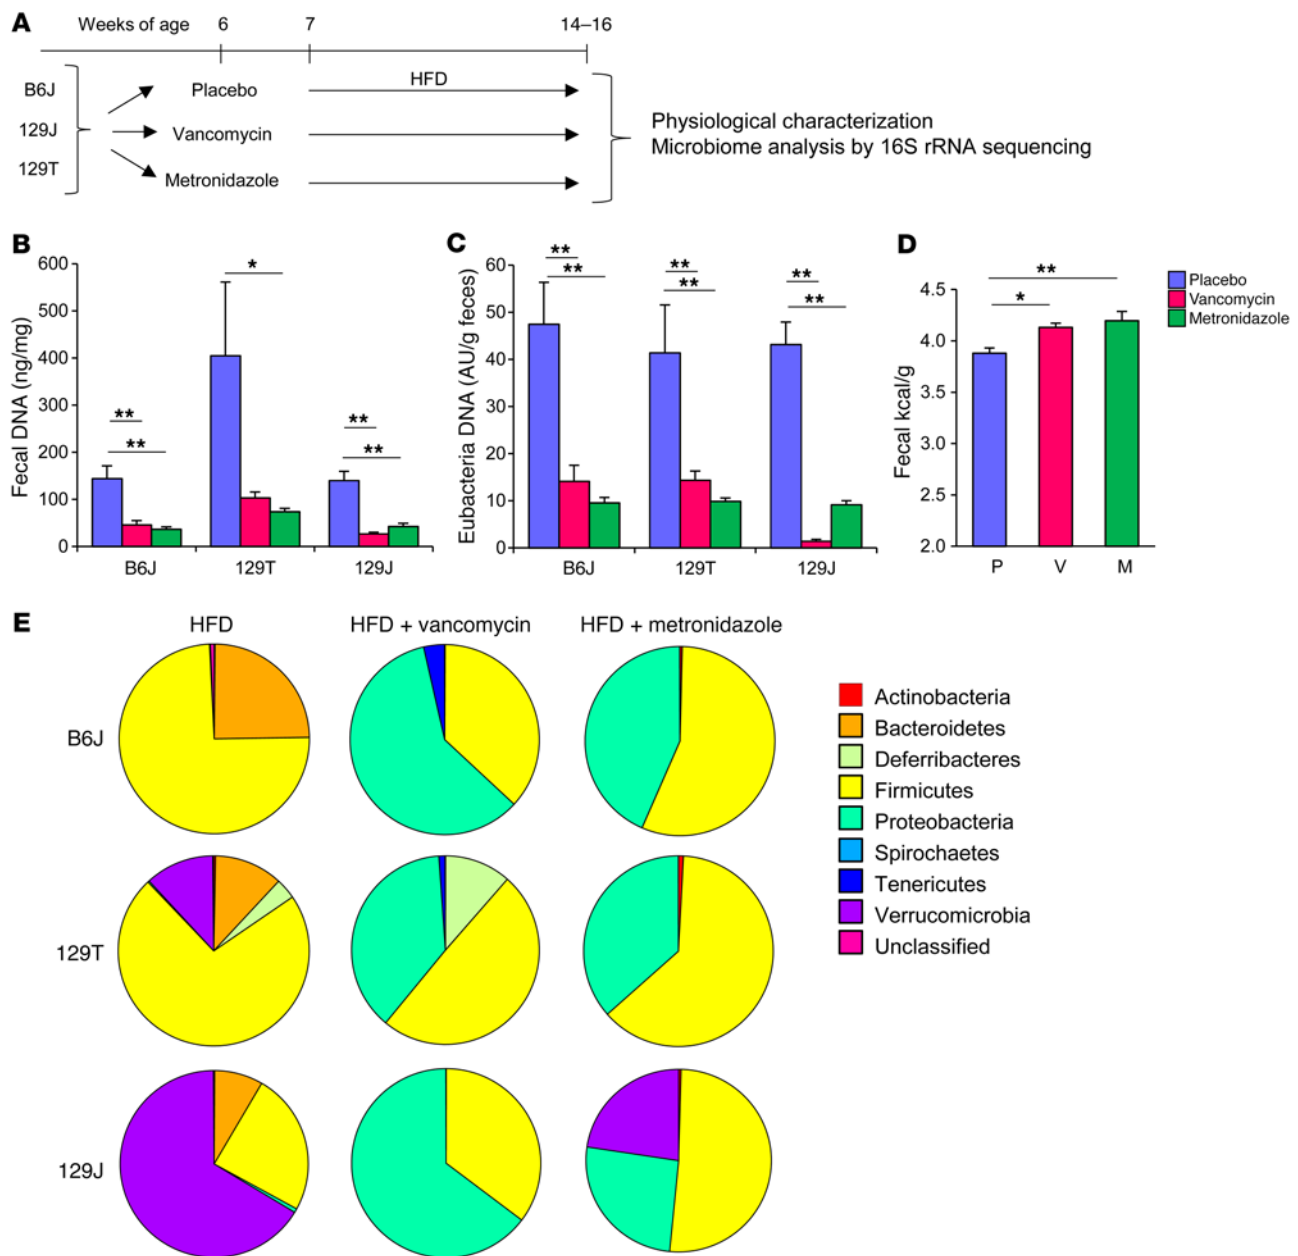 A
Weeks of age 6 7 14–16
B6J
129J
129T
Placebo
Vancomycin
Metronidazole
HFD
Physiological characterization
Microbiome analysis by 16S rRNA sequencing
B
Fecal DNA (ng/mg)
600
500
400
300
200
100
0
**
**
*
**
**
B6J 129T 129J
C
Eubacteria DNA (AU/g feces)
60
50
40
30
20
10
0
**
**
**
**
**
**
B6J 129T 129J
D
Fecal kcal/g
4.5
4.0
3.5
3.0
2.5
2.0
**
*
P V M
Placebo
Vancomycin
Metronidazole
E
HFD HFD + vancomycin HFD + metronidazole
B6J
129T
129J
Actinobacteria
Bacteroidetes
Deferribacteres
Firmicutes
Proteobacteria
Spirochaetes
Tenericutes
Verrucomicrobia
Unclassified